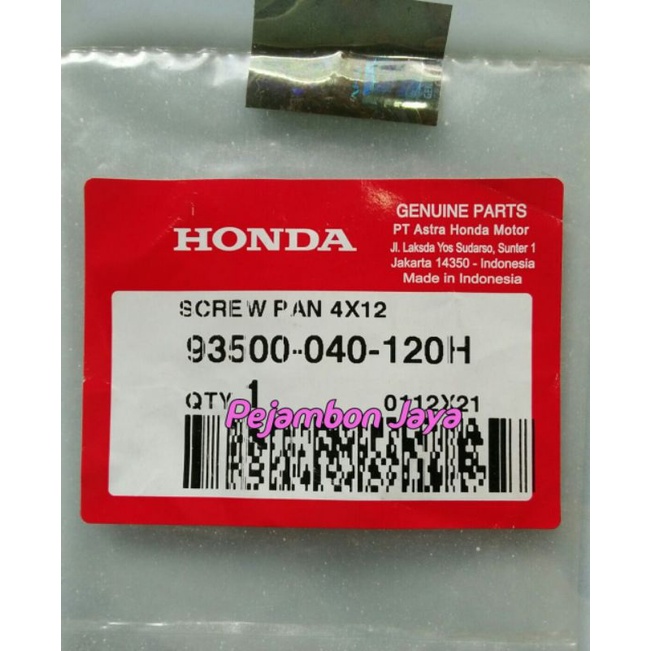 GENUINE PARTS
HONDA
PT Astra Honda Motor
Jl. Laksda Yos Sudarso, Sunter 1
Jakarta 14350 - Indonesia
Made in Indonesia
SCREW PAN 4X12
93500-040-120H
QTY 1 0112X21
Pejambon Jaya